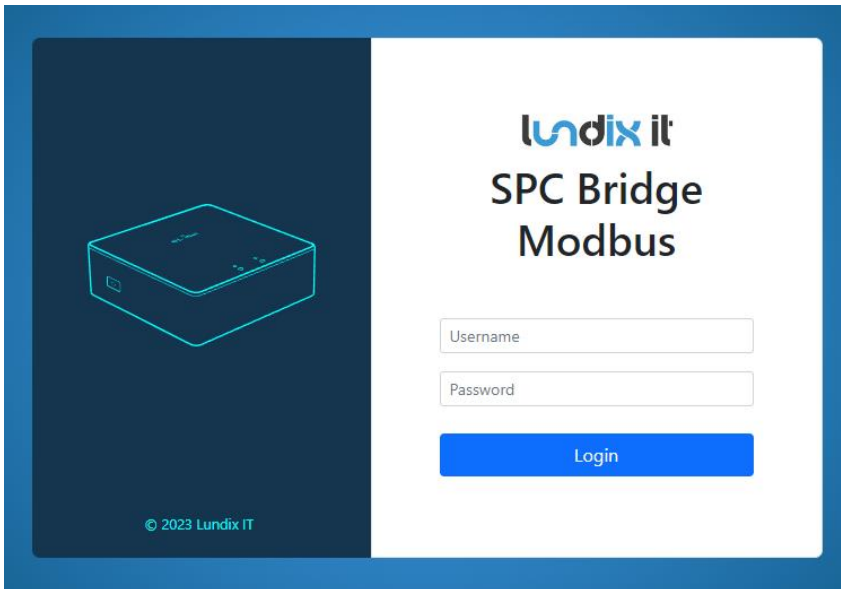 lundix it
SPC Bridge
Modbus
Username
Password
Login
© 2023 Lundix IT